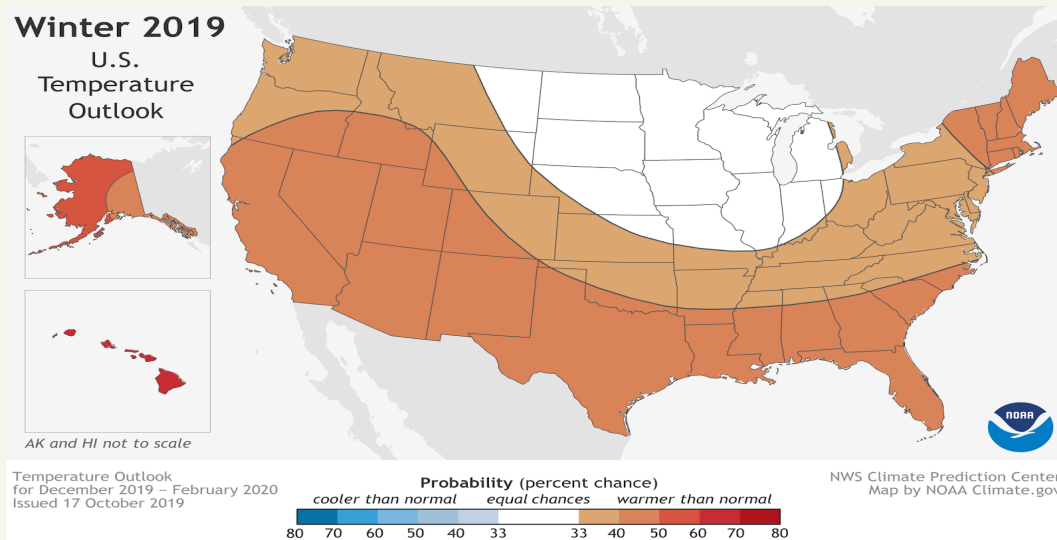 Winter 2019
U.S.
Temperature
Outlook
AK and HI not to scale
NOAA
Temperature Outlook
for December 2019 – February 2020
Issued 17 October 2019
Probability (percent chance)
cooler than normal equal chances warmer than normal
80 70 60 50 40 33 33 40 50 60 70 80
NWS Climate Prediction Center
Map by NOAA Climate.gov